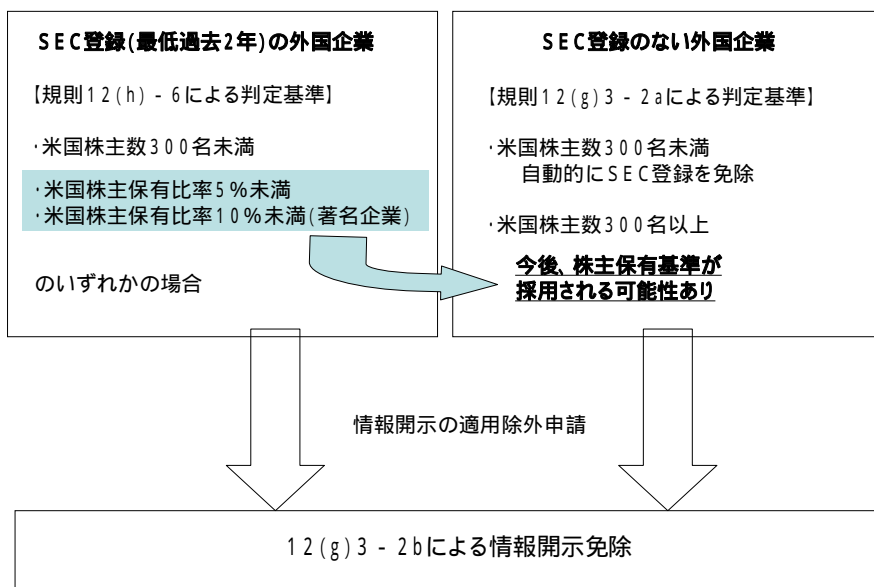 SEC登録(最低過去2年)の外国企業
【規則12(h)-6による判定基準】
・米国株主数300名未満
・米国株主保有比率5%未満
・米国株主保有比率10%未満(著名企業)
のいずれかの場合
SEC登録のない外国企業
【規則12(g)3-2aによる判定基準】
・米国株主数300名未満
自動的にSEC登録を免除
・米国株主数300名以上
今後、株主保有基準が
採用される可能性あり
情報開示の適用除外申請
12(g)3-2bによる情報開示免除